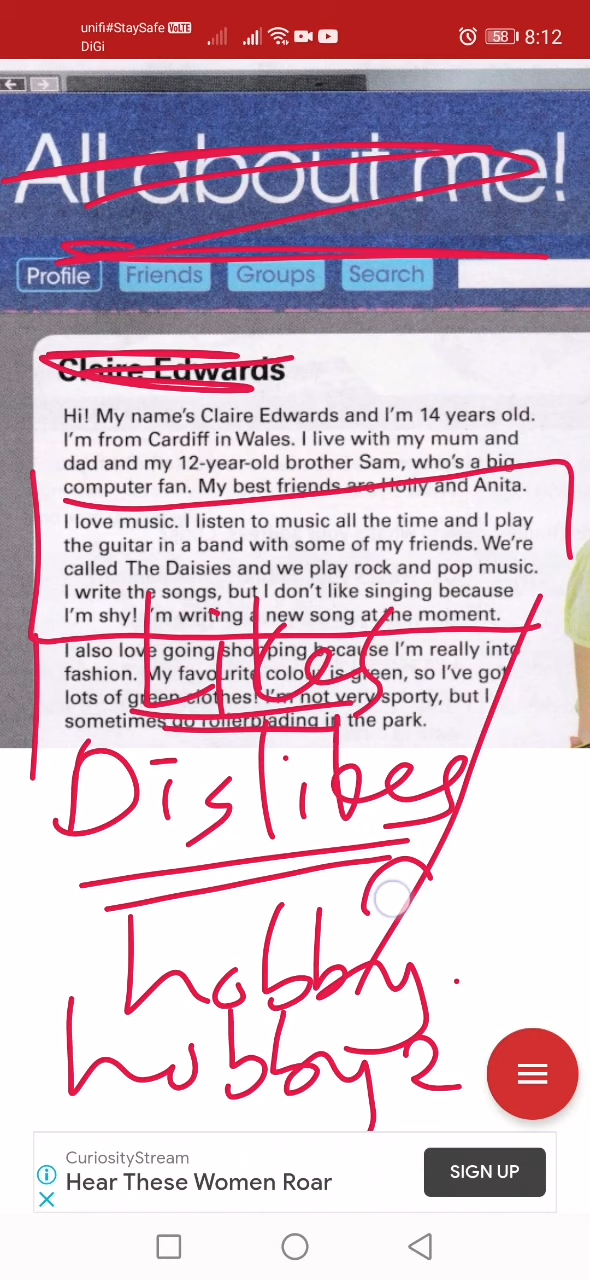 unifi#StaySafe VoLTE
DiGi
58 8:12
All about me!
Profile Friends Groups Search
Claire Edwards
Hi! My name's Claire Edwards and I'm 14 years old.
I'm from Cardiff in Wales. I live with my mum and
dad and my 12-year-old brother Sam, who's a big
computer fan. My best friends are Holly and Anita.
I love music. I listen to music all the time and I play
the guitar in a band with some of my friends. We're
called The Daisies and we play rock and pop music.
I write the songs, but I don't like singing because
I'm shy! I'm writing a new song at the moment.
I also love going shopping because I'm really into
fashion. My favourite colour is green, so I've got
lots of green clothes! I'm not very sporty, but I
sometimes go rollerblading in the park.
Likes
Dislikes
hobby.
hobby 2
CuriosityStream
Hear These Women Roar
SIGN UP